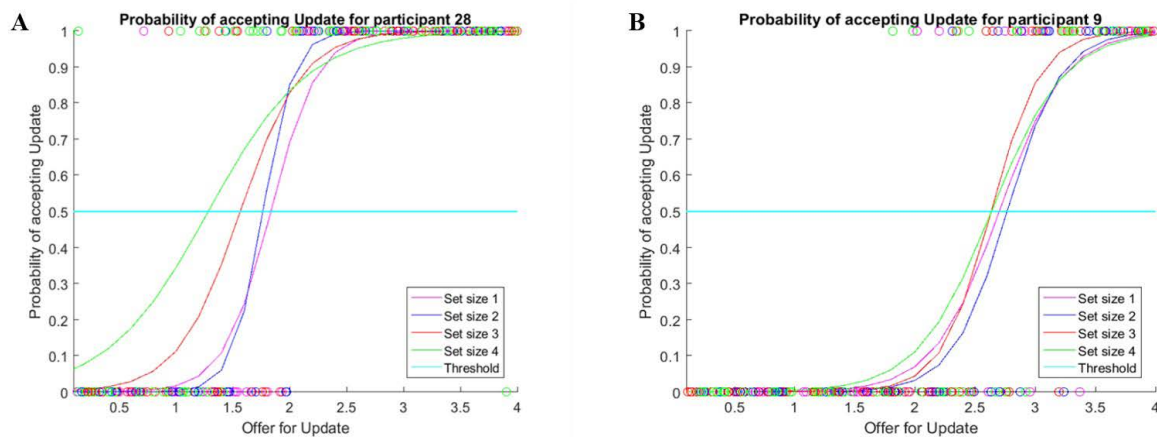 A
Probability of accepting Update for participant 28
Probability of accepting Update
1
0.9
0.8
0.7
0.6
0.5
0.4
0.3
0.2
0.1
0
0.5
1
1.5
2
2.5
3
3.5
4
Offer for Update
Set size 1
Set size 2
Set size 3
Set size 4
Threshold
B
Probability of accepting Update for participant 9
Probability of accepting Update
1
0.9
0.8
0.7
0.6
0.5
0.4
0.3
0.2
0.1
0
0.5
1
1.5
2
2.5
3
3.5
4
Offer for Update
Set size 1
Set size 2
Set size 3
Set size 4
Threshold